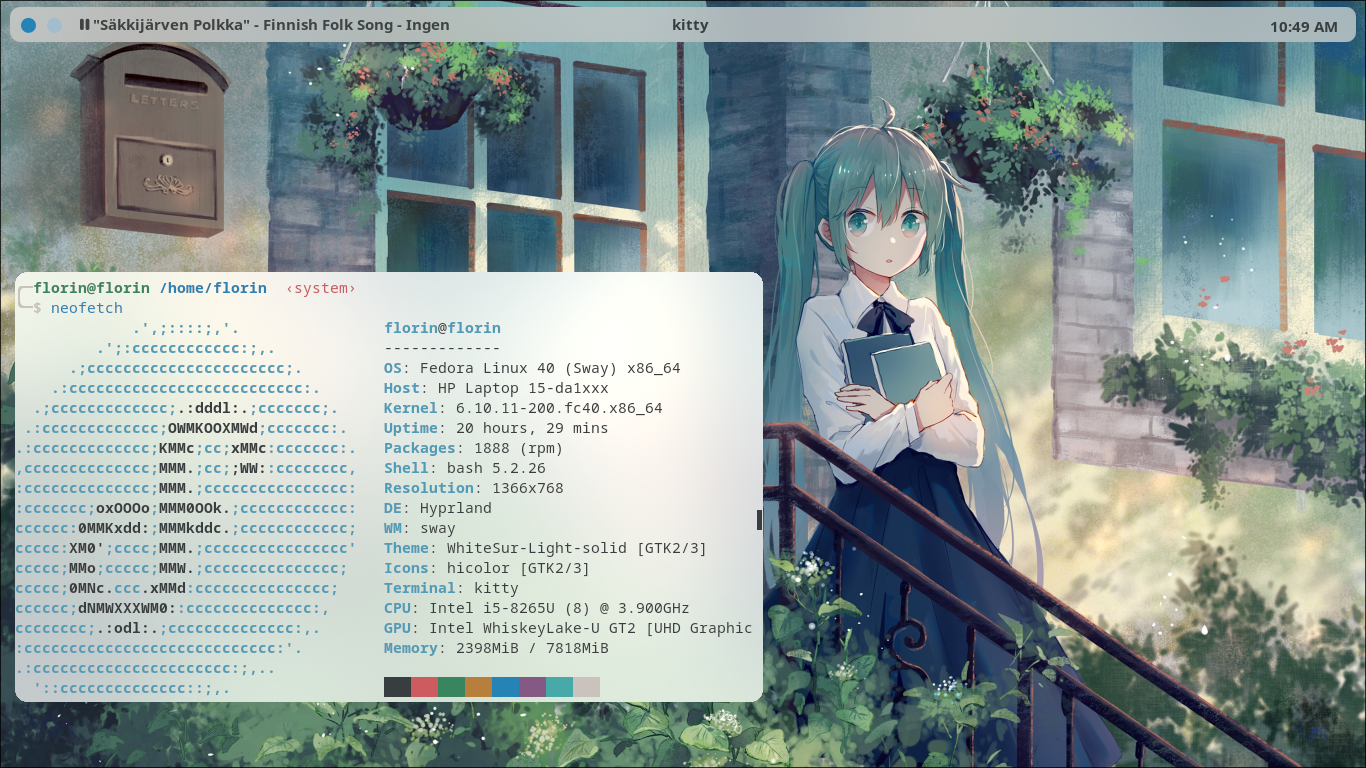 "Säkkijärven Polkka" - Finnish Folk Song - Ingen
kitty
10:49 AM
LETTERS
florin@florin /home/florin ‹system›
$ neofetch
.',;::::;,'.
.';:cccccccccccc:;,.
.;cccccccccccccccccccccc;.
.:cccccccccccccccccccccccccc:.
.;ccccccccccccc;.:dddl:.;ccccccc;.
.:ccccccccccccc;OWMKOOXMWd;ccccccc:.
.:ccccccccccccc;KMMc;cc;xMMc:ccccccc:.
,cccccccccccccc;MMM.;cc;;WW::cccccccc,
:cccccccccccccc;MMM.;cccccccccccccccc:
:ccccccc;oxOOOo;MMM0OOk.;cccccccccccc:
cccccc:0MMKxdd:;MMMkddc.;cccccccccccc;
ccccc:XM0';cccc;MMM.;cccccccccccccccc'
ccccc;MMo;ccccc;MMW.;ccccccccccccccc;
ccccc;0MNc.ccc.xMMd:ccccccccccccccc;
cccccc;dNMWXXXWM0::cccccccccccccc:,
cccccccc;.:odl:.;cccccccccccccc:,.
:cccccccccccccccccccccccccccc:'.
.:cccccccccccccccccccccc:;,..
'::cccccccccccccc::;,.
florin@florin
-------------
OS: Fedora Linux 40 (Sway) x86_64
Host: HP Laptop 15-da1xxx
Kernel: 6.10.11-200.fc40.x86_64
Uptime: 20 hours, 29 mins
Packages: 1888 (rpm)
Shell: bash 5.2.26
Resolution: 1366x768
DE: Hyprland
WM: sway
Theme: WhiteSur-Light-solid [GTK2/3]
Icons: hicolor [GTK2/3]
Terminal: kitty
CPU: Intel i5-8265U (8) @ 3.900GHz
GPU: Intel WhiskeyLake-U GT2 [UHD Graphic
Memory: 2398MiB / 7818MiB